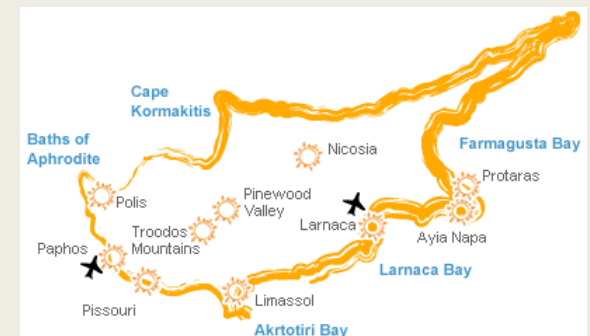 Cape
Kormakitis
Baths of
Aphrodite
Nicosia
Farmagusta Bay
Protaras
Polis
Pinewood
Valley
Troodos
Mountains
Larnaca
Ayia Napa
Paphos
Larnaca Bay
Pissouri
Limassol
Akrtotiri Bay